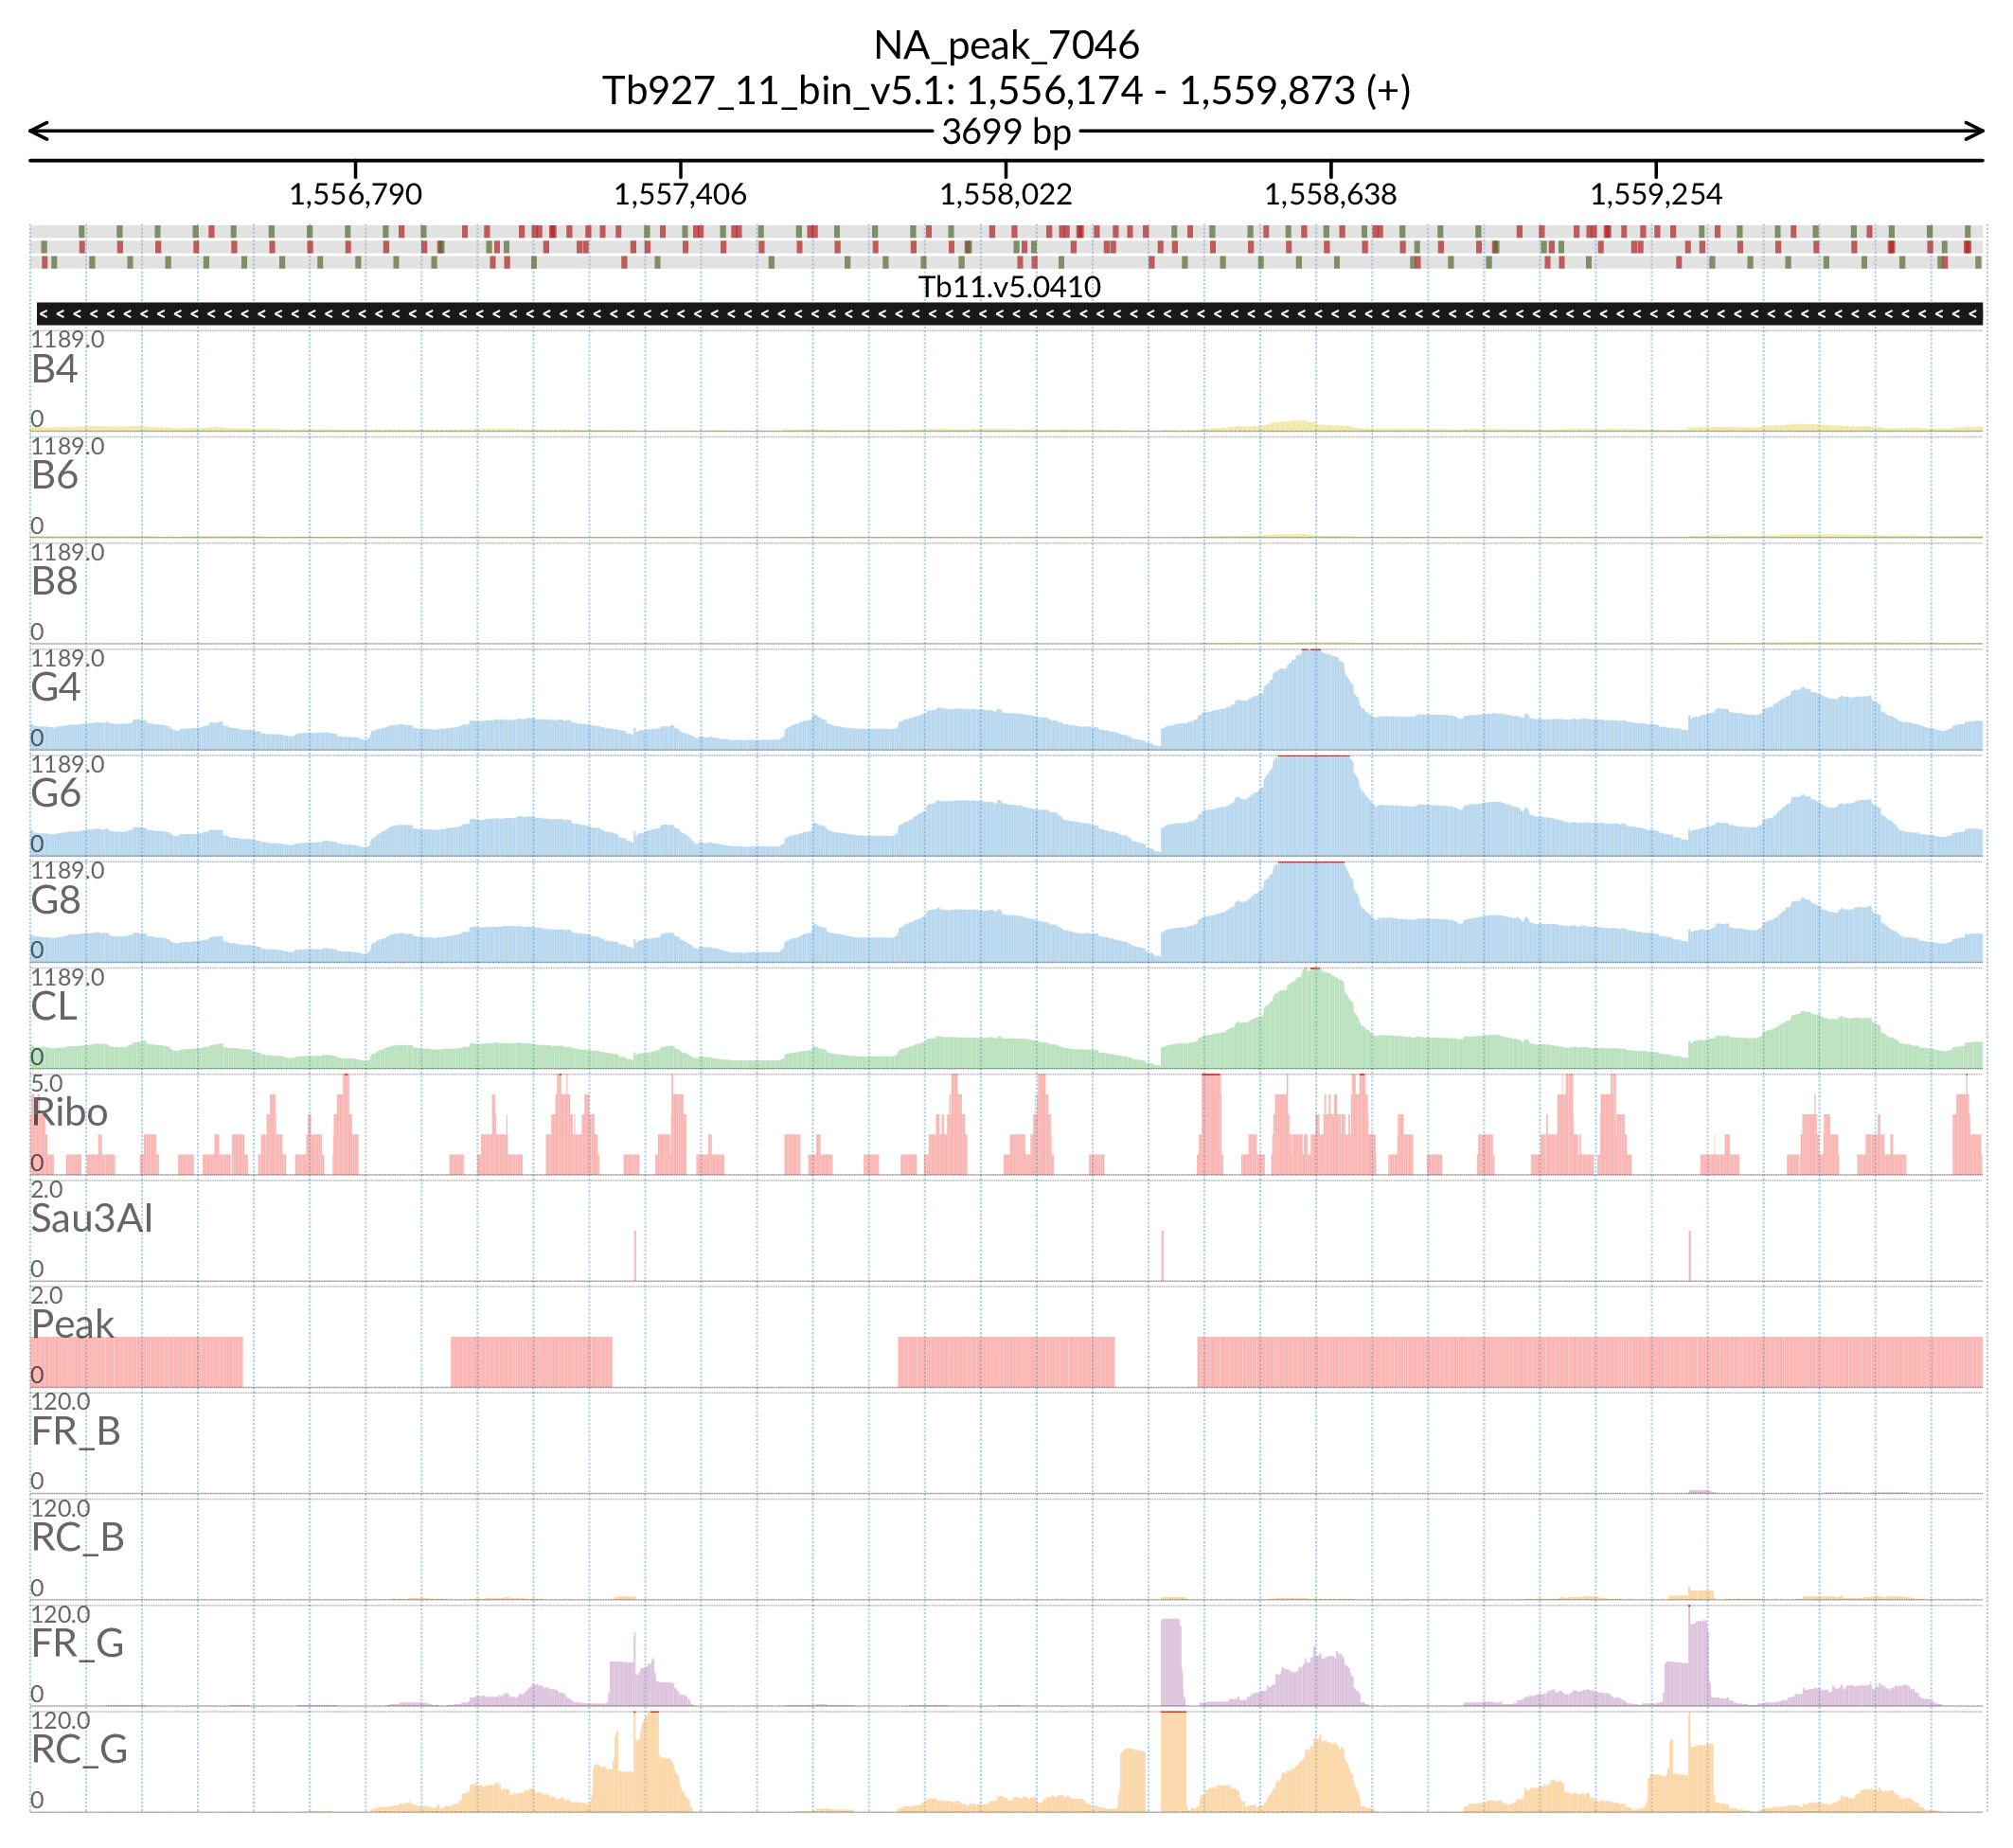 NA_peak_7046
Tb927_11_bin_v5.1: 1,556,174 - 1,559,873 (+)
3699 bp
1,556,790 1,557,406 1,558,022 1,558,638 1,559,254
Tb11.v5.0410
1189.0
B4
0
1189.0
B6
0
1189.0
B8
0
1189.0
G4
0
1189.0
G6
0
1189.0
G8
0
1189.0
CL
0
5.0
Ribo
0
2.0
Sau3AI
0
2.0
Peak
0
120.0
FR_B
0
120.0
RC_B
0
120.0
FR_G
0
120.0
RC_G
0